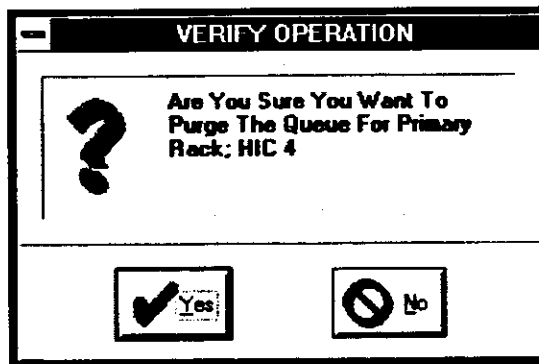 VERIFY OPERATION
Are You Sure You Want To
Purge The Queue For Primary
Rack; HIC 4
Yes
No